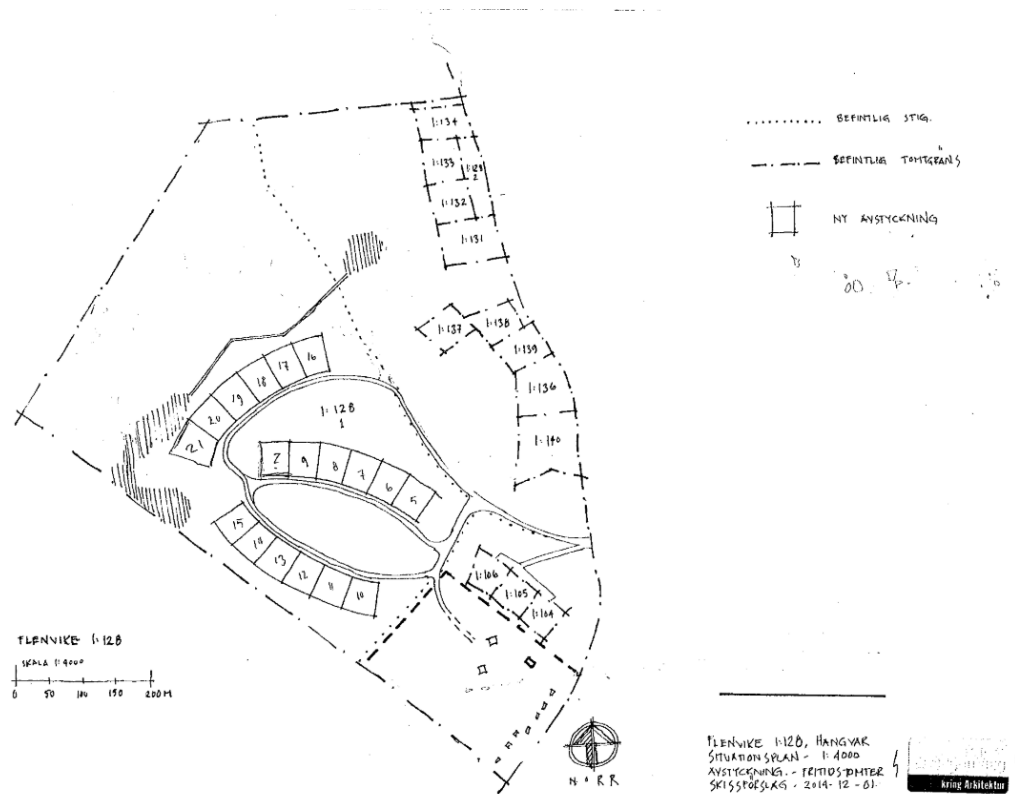 1:134
1:133
1:128
2
1:132
1:131
1:137
1:138
1:139
1:136
1:140
16
17
18
19
20
21
1:128
1
9
8
7
6
5
15
14
13
12
11
10
1:106
1:105
1:104
BEFINTLIG STIG.
BEFINTLIG TOMTGRÄNS
NY AVSTYCKNING
FLENVIKE 1:128
SKALA 1:4000
0 50 100 150 200M
NORR
FLENVIKE 1:128, HANGVAR
SITUATIONSPLAN - 1:4000
AVSTYCKNING. - FRITIDSTOMTER
SKISSFÖRSLAG - 2014-12-01.
kring Arkitektur